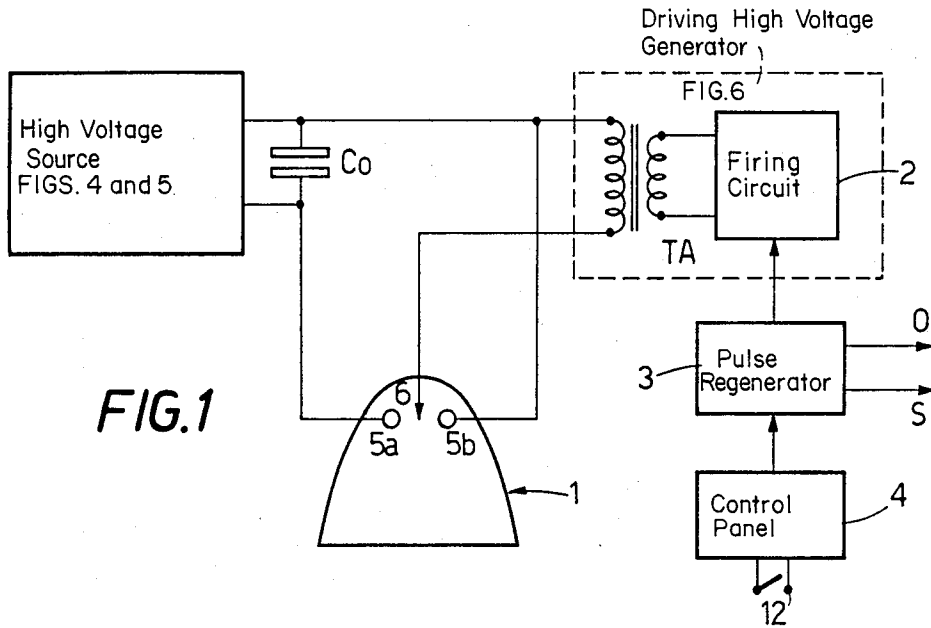 Driving High Voltage
Generator
FIG.6
High Voltage
Source
FIGS. 4 and 5.
Co
Firing
Circuit
2
TA
O
3
Pulse
Regenerator
S
FIG.1
6
5a
5b
1
Control
Panel
4
12